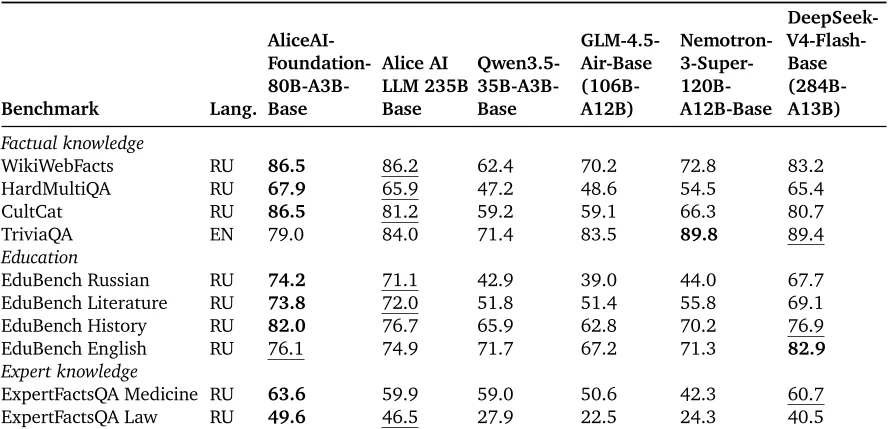 Benchmark Lang. AliceAI-Foundation-80B-A3B-Base Alice AI LLM 235B Base Qwen3.5-35B-A3B-Base GLM-4.5-Air-Base (106B-A12B) Nemotron-3-Super-120B-A12B-Base DeepSeek-V4-Flash-Base (284B-A13B)
Factual knowledge
WikiWebFacts RU 86.5 86.2 62.4 70.2 72.8 83.2
HardMultiQA RU 67.9 65.9 47.2 48.6 54.5 65.4
CultCat RU 86.5 81.2 59.2 59.1 66.3 80.7
TriviaQA EN 79.0 84.0 71.4 83.5 89.8 89.4
Education
EduBench Russian RU 74.2 71.1 42.9 39.0 44.0 67.7
EduBench Literature RU 73.8 72.0 51.8 51.4 55.8 69.1
EduBench History RU 82.0 76.7 65.9 62.8 70.2 76.9
EduBench English RU 76.1 74.9 71.7 67.2 71.3 82.9
Expert knowledge
ExpertFactsQA Medicine RU 63.6 59.9 59.0 50.6 42.3 60.7
ExpertFactsQA Law RU 49.6 46.5 27.9 22.5 24.3 40.5